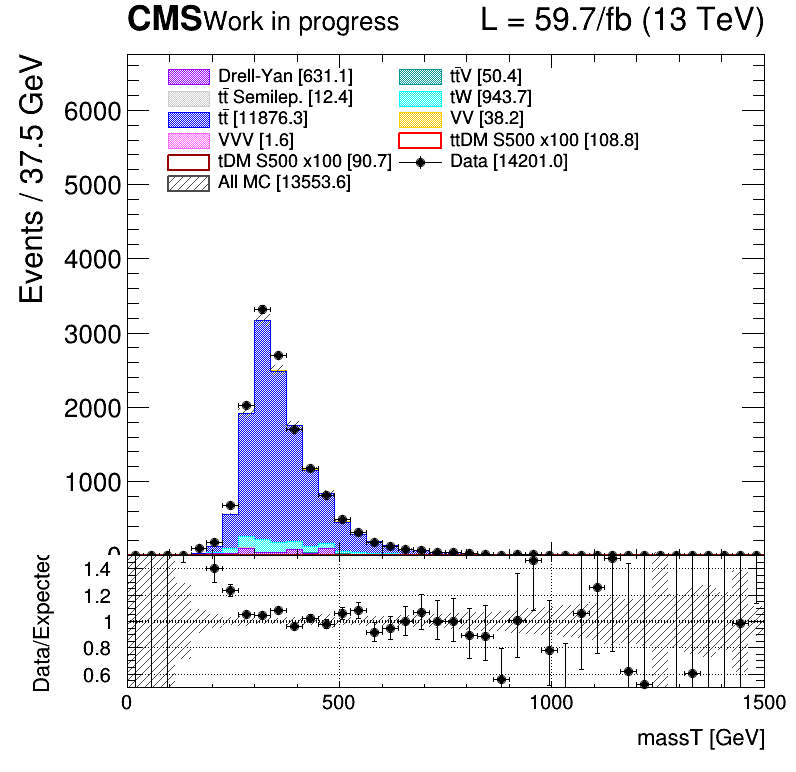 CMS Work in progress L = 59.7/fb (13 TeV)
Events / 37.5 GeV
Drell-Yan [631.1] tt̄V [50.4]
tt̄ Semilep. [12.4] tW [943.7]
tt̄ [11876.3] VV [38.2]
VVV [1.6] ttDM S500 x100 [108.8]
tDM S500 x100 [90.7] Data [14201.0]
All MC [13553.6]
6000
5000
4000
3000
2000
1000
0
Data/Expected
1.4
1.2
1
0.8
0.6
0 500 1000 1500
massT [GeV]